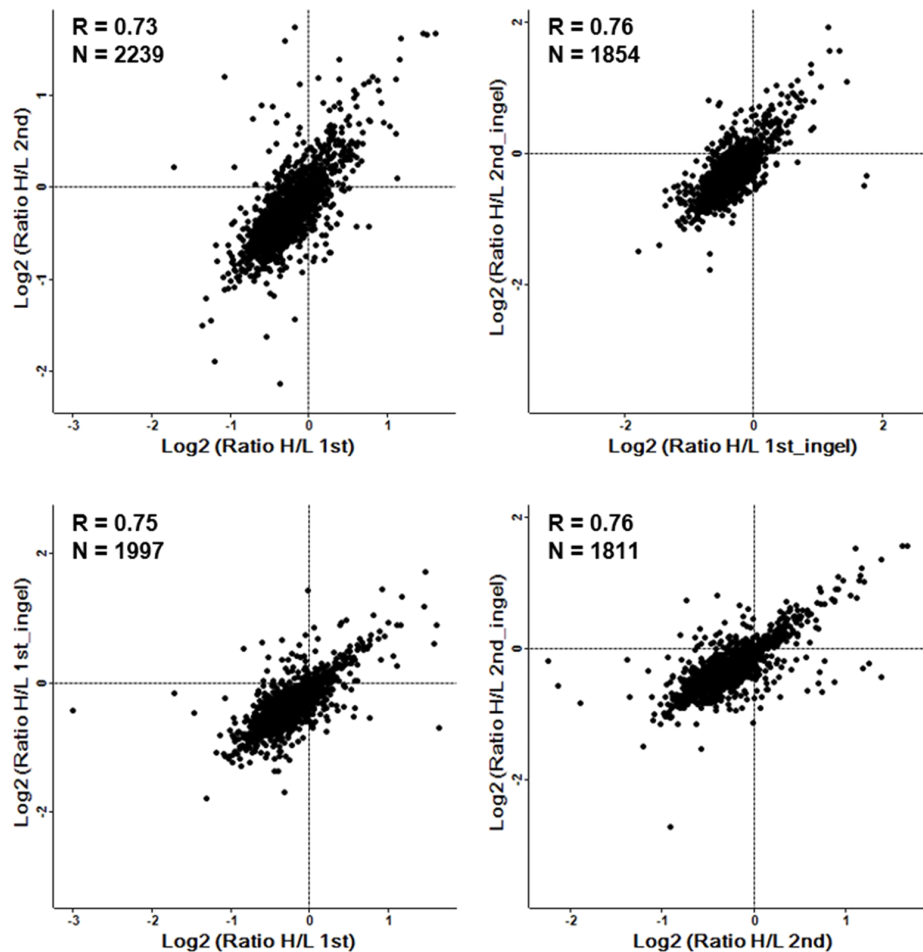 R = 0.73
N = 2239
Log2 (Ratio H/L 2nd)
1
0
-1
-2
-3
-2
-1
0
1
Log2 (Ratio H/L 1st)
R = 0.76
N = 1854
Log2 (Ratio H/L 2nd_ingel)
2
0
-2
-2
0
2
Log2 (Ratio H/L 1st_ingel)
R = 0.75
N = 1997
Log2 (Ratio H/L 1st_ingel)
2
0
-2
-3
-2
-1
0
1
Log2 (Ratio H/L 1st)
R = 0.76
N = 1811
Log2 (Ratio H/L 2nd_ingel)
2
0
-2
-2
-1
0
1
Log2 (Ratio H/L 2nd)